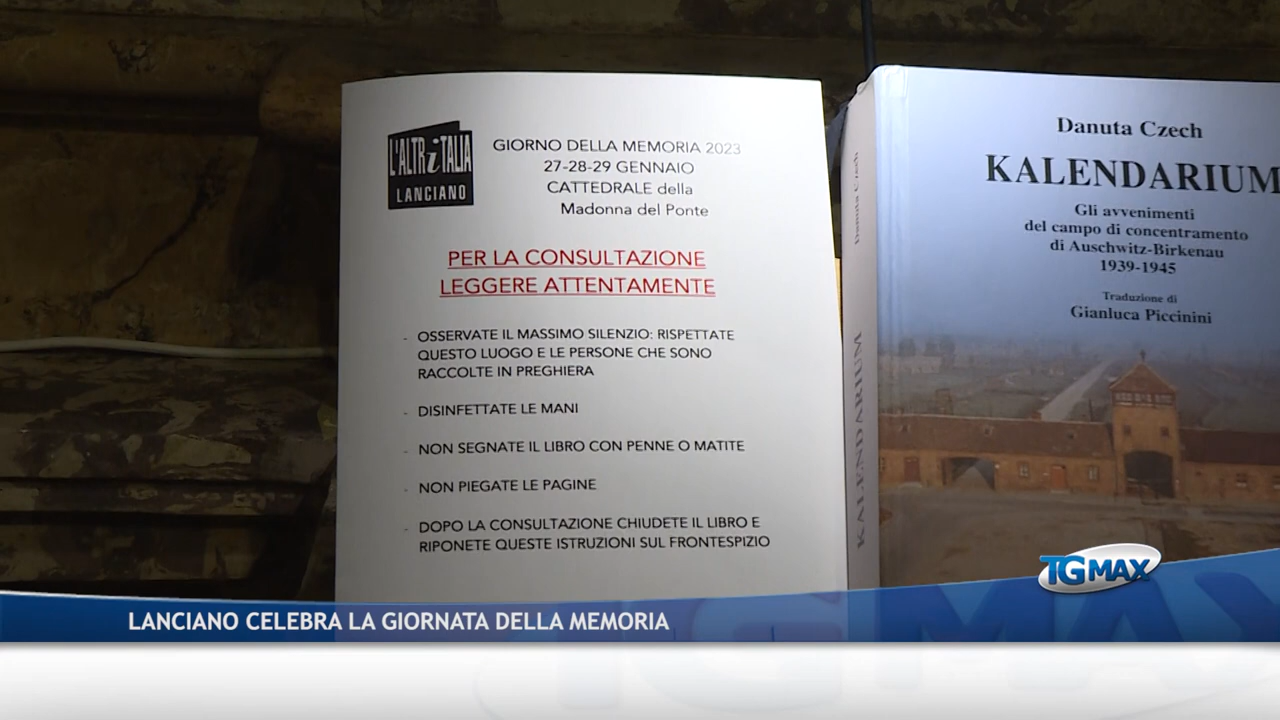 L'ALTRiTALIA
LANCIANO
GIORNO DELLA MEMORIA 2023
27-28-29 GENNAIO
CATTEDRALE della
Madonna del Ponte
PER LA CONSULTAZIONE
LEGGERE ATTENTAMENTE
- OSSERVATE IL MASSIMO SILENZIO: RISPETTATE
QUESTO LUOGO E LE PERSONE CHE SONO
RACCOLTE IN PREGHIERA
- DISINFETTATE LE MANI
- NON SEGNATE IL LIBRO CON PENNE O MATITE
- NON PIEGATE LE PAGINE
- DOPO LA CONSULTAZIONE CHIUDETE IL LIBRO E
RIPONETE QUESTE ISTRUZIONI SUL FRONTESPIZIO
Danuta Czech
KALENDARIUM
Danuta Czech
KALENDARIUM
Gli avvenimenti
del campo di concentramento
di Auschwitz-Birkenau
1939-1945
Traduzione di
Gianluca Piccinini
TGMAX
LANCIANO CELEBRA LA GIORNATA DELLA MEMORIA
TGMAX